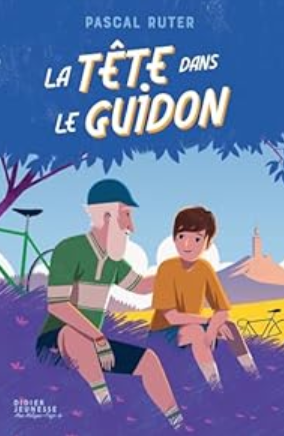 PASCAL RUTER
LA TÊTE DANS
LE GUIDON
DIDIER
JEUNESSE